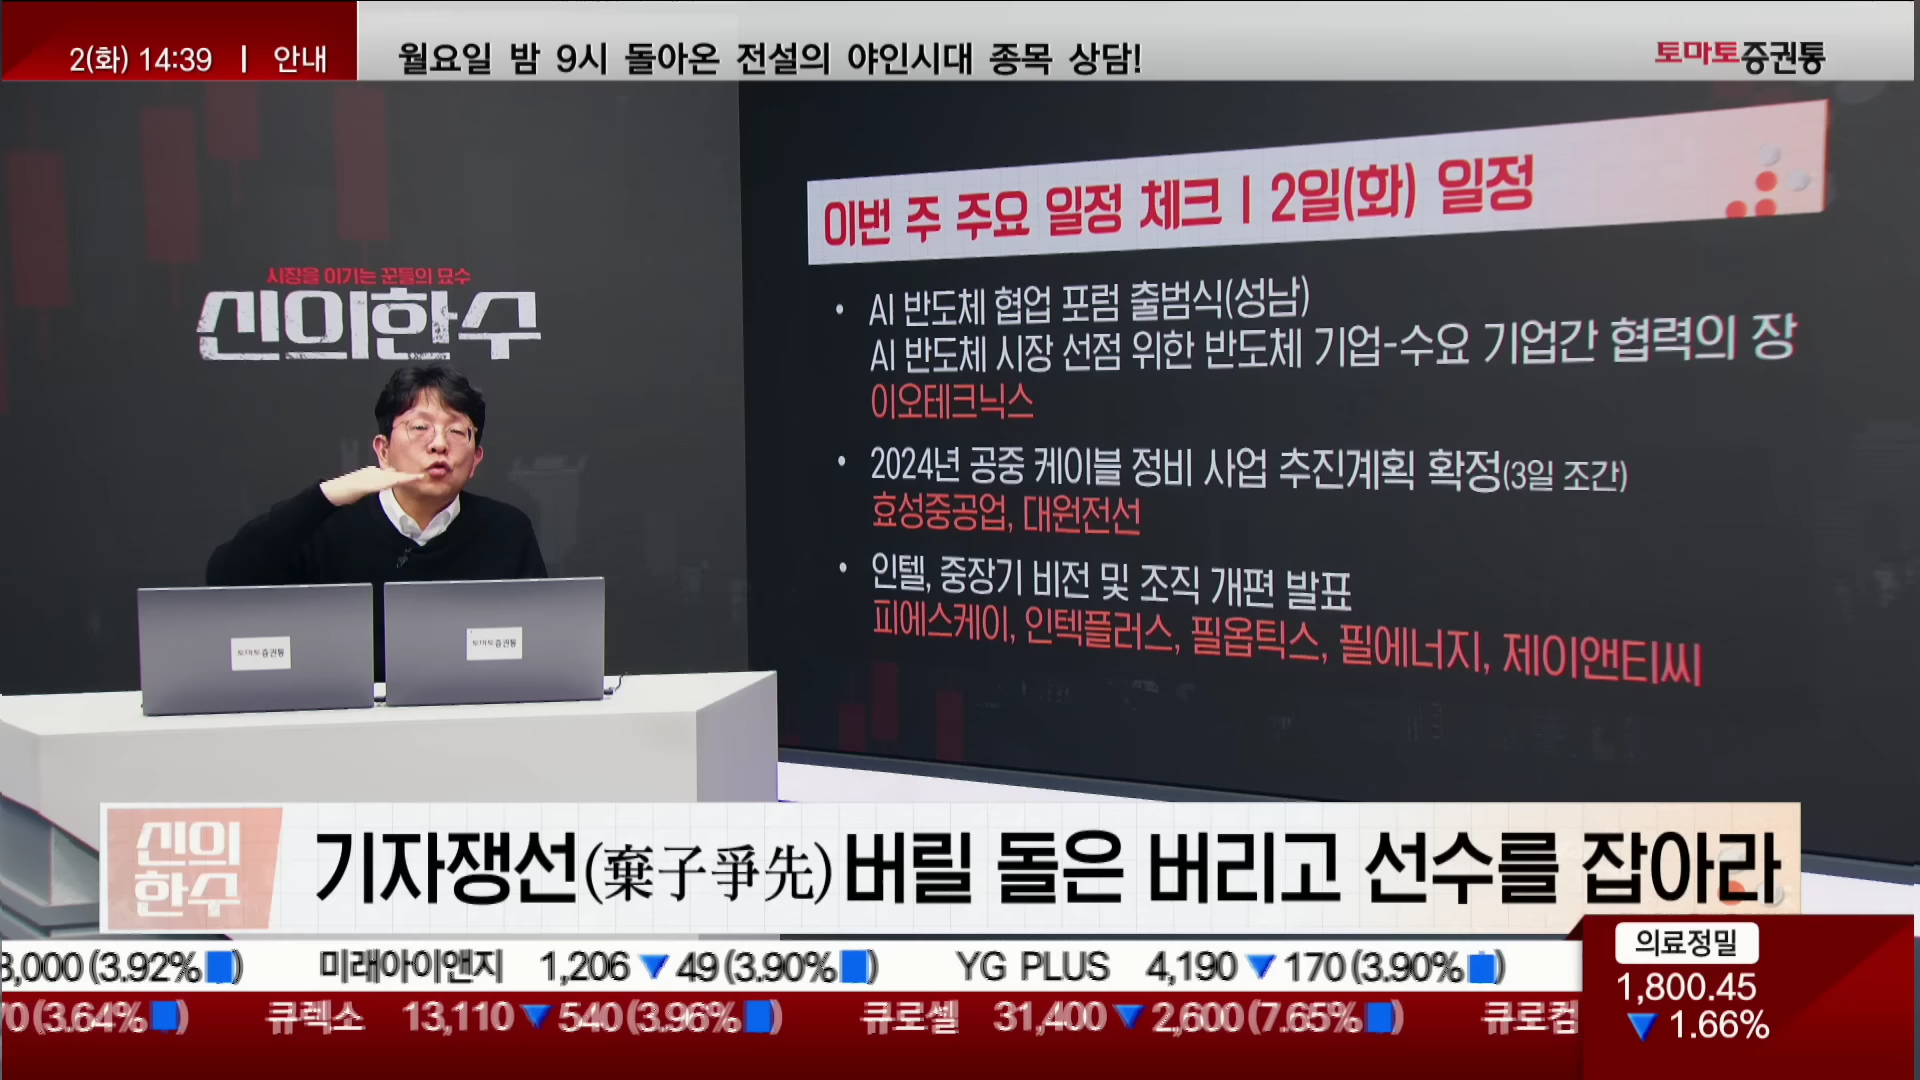 2(화) 14:39 | 안내
월요일 밤 9시 돌아온 전설의 야인시대 종목 상담!
토마토증권통
이번 주 주요 일정 체크 | 2일(화) 일정
• AI 반도체 협업 포럼 출범식(성남)
AI 반도체 시장 선점 위한 반도체 기업-수요 기업간 협력의 장
이오테크닉스
• 2024년 공중 케이블 정비 사업 추진계획 확정(3일 조간)
효성중공업, 대원전선
• 인텔, 중장기 비전 및 조직 개편 발표
피에스케이, 인텍플러스, 필옵틱스, 필에너지, 제이앤티씨
시장을 이기는 꾼들의 묘수
신의한수
토마토증권통
토마토증권통
신의
한수
기자쟁선(棄子爭先) 버릴 돌은 버리고 선수를 잡아라
3,000 (3.92%■) 미래아이앤지 1,206 ▼ 49 (3.90%■) YG PLUS 4,190 ▼ 170 (3.90%■)
70 (3.64%■) 큐렉소 13,110 ▼ 540 (3.96%■) 큐로셀 31,400 ▼ 2,600 (7.65%■) 큐로컴
의료정밀
1,800.45
▼ 1.66%